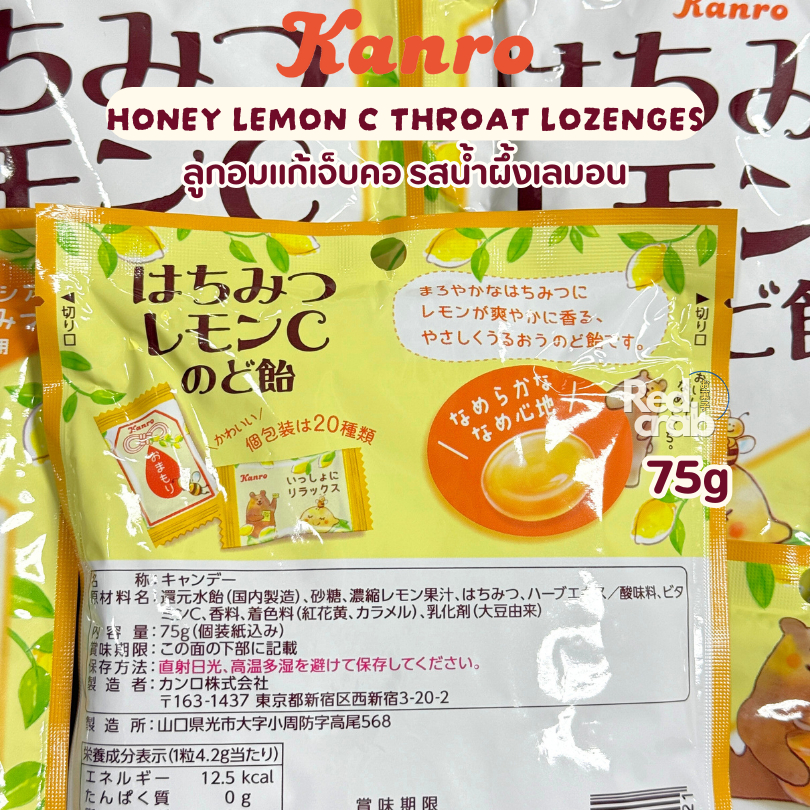 Kanro
Kanro
HONEY LEMON C THROAT LOZENGES
ลูกอมแก้เจ็บคอ รสน้ำผึ้งเลมอน
はちみつ
レモンC
のど飴
まろやかなはちみつに
レモンが爽やかに香る、
やさしくうるおうのど飴です。
切り口
切り口
かわいい
個包装は20種類
Kanro
おまもり
Kanro
いっしょに
リラックス
なめらかな
なめ心地
Red
crab
75g
名　　称:キャンデー
原材料名:還元水飴(国内製造)、砂糖、濃縮レモン果汁、はちみつ、ハーブエキス/酸味料、ビタ
ミンC、香料、着色料(紅花黄、カラメル)、乳化剤(大豆由来)
内 容 量:75g(個装紙込み)
賞味期限:この面の下部に記載
保存方法:直射日光、高温多湿を避けて保存してください。
製 造 者:カンロ株式会社
〒163-1437 東京都新宿区西新宿3-20-2
製 造 所:山口県光市大字小周防字高尾568
栄養成分表示(1粒4.2g当たり)
エネルギー 12.5 kcal
たんぱく質 0 g
賞味期限